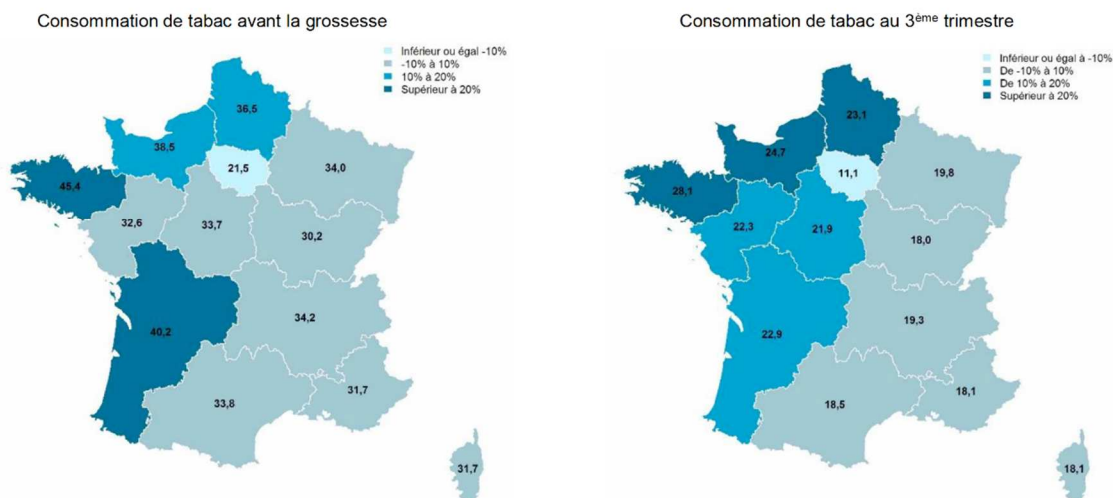 Consommation de tabac avant la grossesse
Inférieur ou égal -10%
-10% à 10%
10% à 20%
Supérieur à 20%
36,5
38,5
21,5
34,0
45,4
32,6
33,7
30,2
40,2
34,2
33,8
31,7
31,7
Consommation de tabac au 3ème trimestre
Inférieur ou égal à -10%
De -10% à 10%
De 10% à 20%
Supérieur à 20%
23,1
24,7
11,1
19,8
28,1
22,3
21,9
18,0
22,9
19,3
18,5
18,1
18,1